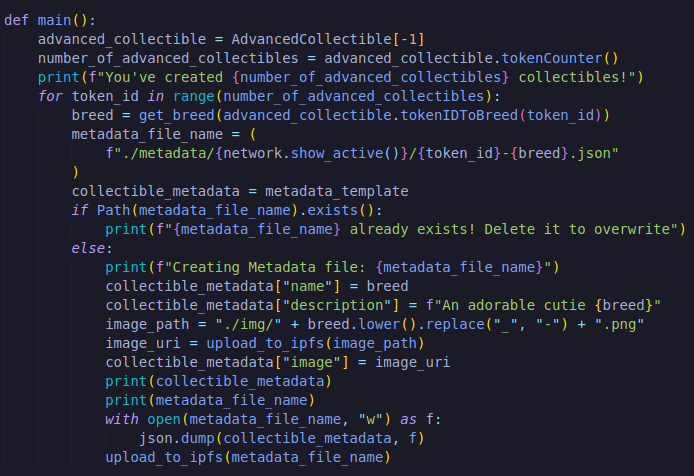 def main():
    advanced_collectible = AdvancedCollectible[-1]
    number_of_advanced_collectibles = advanced_collectible.tokenCounter()
    print(f"You've created {number_of_advanced_collectibles} collectibles!")
    for token_id in range(number_of_advanced_collectibles):
        breed = get_breed(advanced_collectible.tokenIDToBreed(token_id))
        metadata_file_name = (
            f"./metadata/{network.show_active()}/{token_id}-{breed}.json"
        )
        collectible_metadata = metadata_template
        if Path(metadata_file_name).exists():
            print(f"{metadata_file_name} already exists! Delete it to overwrite")
        else:
            print(f"Creating Metadata file: {metadata_file_name}")
            collectible_metadata["name"] = breed
            collectible_metadata["description"] = f"An adorable cutie {breed}"
            image_path = "./img/" + breed.lower().replace("_", "-") + ".png"
            image_uri = upload_to_ipfs(image_path)
            collectible_metadata["image"] = image_uri
            print(collectible_metadata)
            print(metadata_file_name)
            with open(metadata_file_name, "w") as f:
                json.dump(collectible_metadata, f)
            upload_to_ipfs(metadata_file_name)